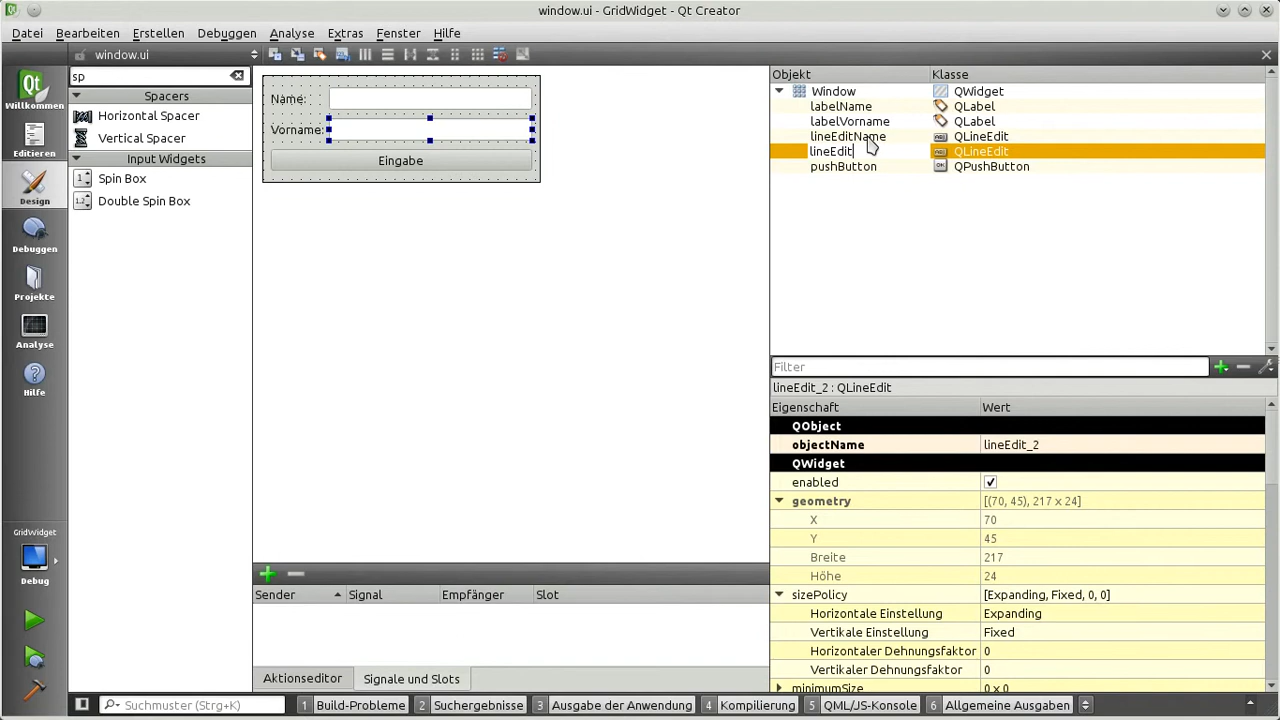 window.ui - GridWidget - Qt Creator
Datei Bearbeiten Erstellen Debuggen Analyse Extras Fenster Hilfe
window.ui
Willkommen
Editieren
Design
Debuggen
Projekte
Analyse
Hilfe
GridWidget
Debug
sp
Spacers
Horizontal Spacer
Vertical Spacer
Input Widgets
1 Spin Box
1.2 Double Spin Box
Name:
Vorname:
Eingabe
Sender Signal Empfänger Slot
Aktionseditor Signale und Slots
Objekt Klasse
Window QWidget
labelName QLabel
labelVorname QLabel
lineEditName QLineEdit
lineEdit QLineEdit
pushButton QPushButton
Filter
lineEdit_2 : QLineEdit
Eigenschaft Wert
QObject
objectName lineEdit_2
QWidget
enabled
geometry [(70, 45), 217 x 24]
X 70
Y 45
Breite 217
Höhe 24
sizePolicy [Expanding, Fixed, 0, 0]
Horizontale Einstellung Expanding
Vertikale Einstellung Fixed
Horizontaler Dehnungsfaktor 0
Vertikaler Dehnungsfaktor 0
minimumSize 0 x 0
Suchmuster (Strg+K) 1 Build-Probleme 2 Suchergebnisse 3 Ausgabe der Anwendung 4 Kompilierung 5 QML/JS-Konsole 6 Allgemeine Ausgaben